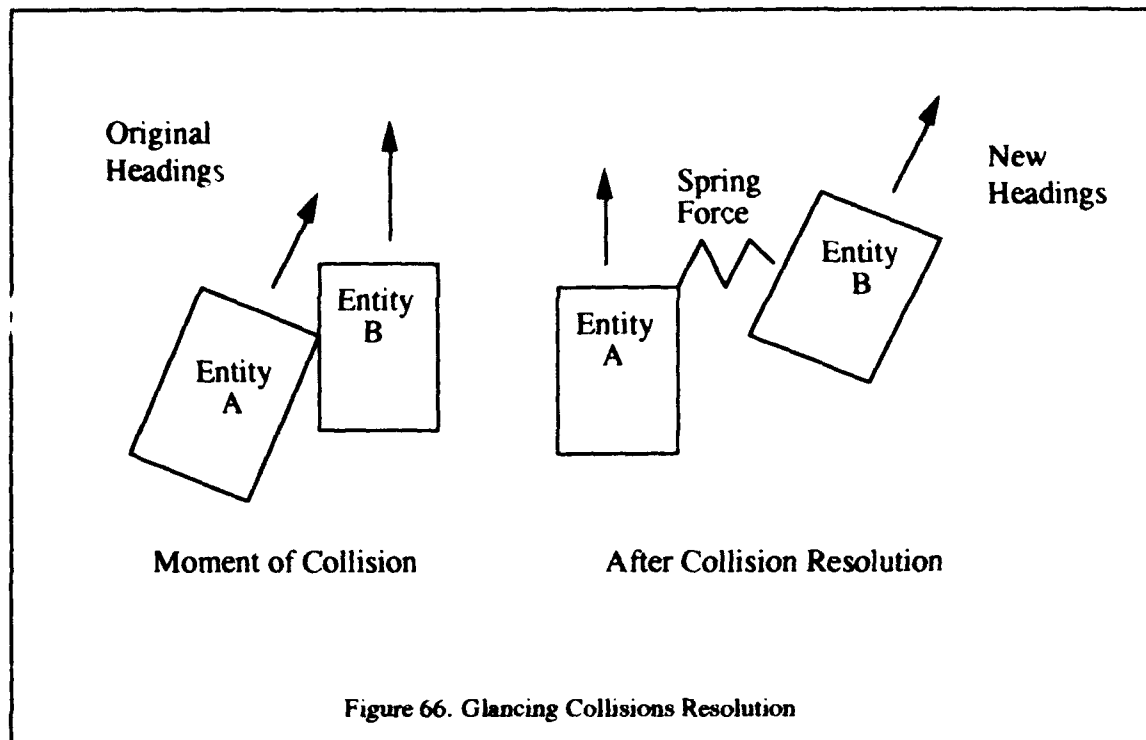 Original
Headings
Entity
A
Entity
B
Moment of Collision
Spring
Force
New
Headings
Entity
A
Entity
B
After Collision Resolution
Figure 66. Glancing Collisions Resolution